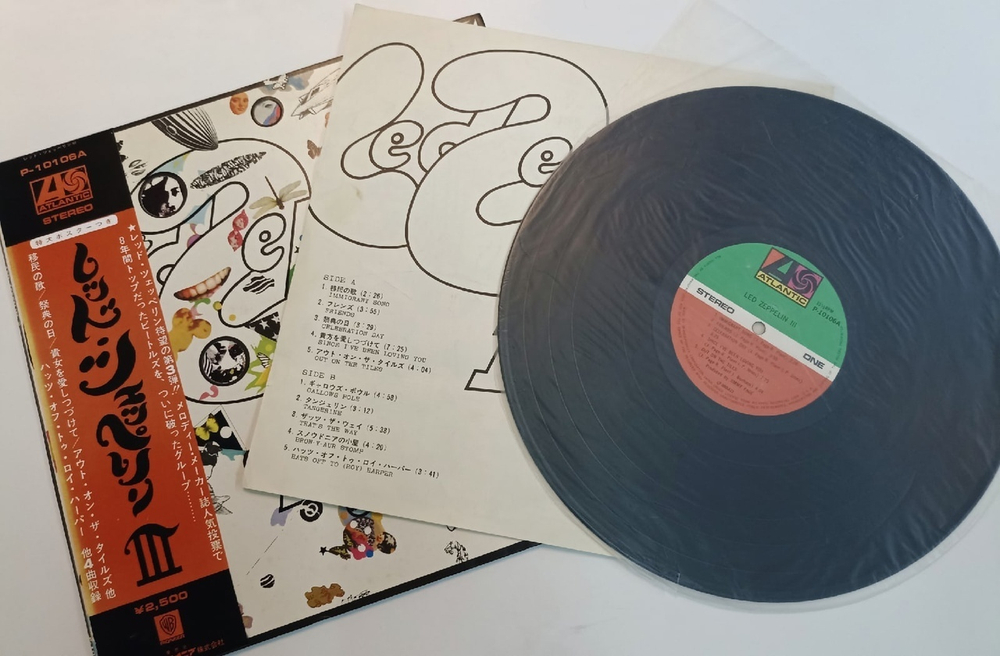 P-10106A
ATLANTIC
STEREO
特大ポスターつき
レッド・ツェッペリン III
★レッド・ツェッペリン待望の第3弾!! メロディー・メーカー誌人気投票で
8年間トップだったビートルズを、ついに破ったグループ………
移民の歌/祭典の日/貴女を愛しつづけて/アウト・オン・ザ・タイルズ 他
ハッツ・オフ・トゥ・ロイ・ハーパー 他4曲収録
¥2,500
株式会社
Led
Ze
SIDE A
1. 移民の歌 (2:26)
IMMIGRANT SONG
2. フレンズ (3:55)
FRIENDS
3. 祭典の日 (3:29)
CELEBRATION DAY
4. 貴方を愛しつづけて (7:25)
SINCE I'VE BEEN LOVING YOU
5. アウト・オン・ザ・タイルズ (4:04)
OUT ON THE TILES
SIDE B
1. ギャロウズ・ポウル (4:58)
GALLOWS POLE
2. タンジェリン (3:12)
TANGERINE
3. ザッツ・ザ・ウェイ (5:38)
THAT'S THE WAY
4. スノウドニアの小屋 (4:20)
BRON-Y-AUR STOMP
5. ハッツ・オフ・トゥ・ロイ・ハーパー (3:41)
HATS OFF TO (ROY) HARPER
ATLANTIC
LED ZEPPELIN III
P-10106A
STEREO
ONE